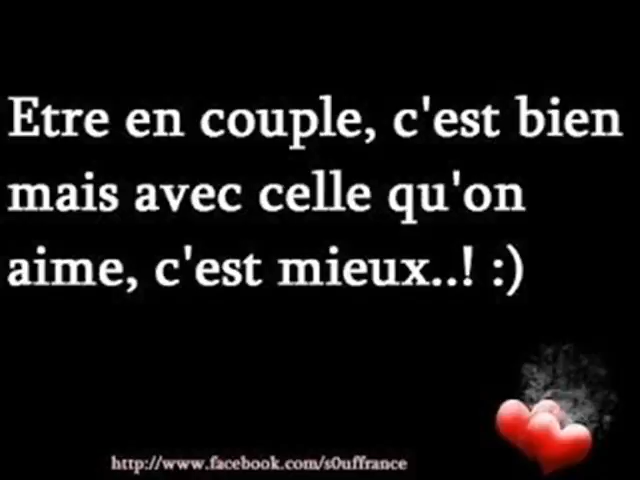 Etre en couple, c'est bien
mais avec celle qu'on
aime, c'est mieux..! :)
http://www.facebook.com/s0uffrance